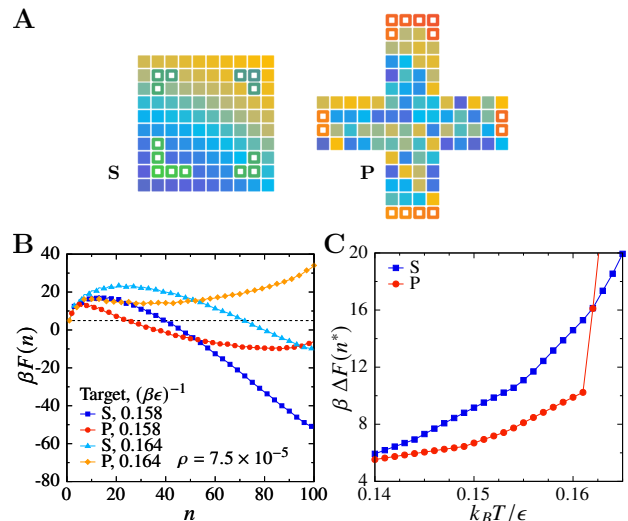 A
S
P
B
C
40
20
0
-20
-40
-60
-80
βF(n)
Target, (βϵ)⁻¹
S, 0.158
P, 0.158
S, 0.164
P, 0.164
ρ = 7.5 × 10⁻⁵
0 20 40 60 80 100
n
20
16
12
8
4
β ΔF(n*)
S
P
0.14 0.15 0.16
k_BT/ϵ